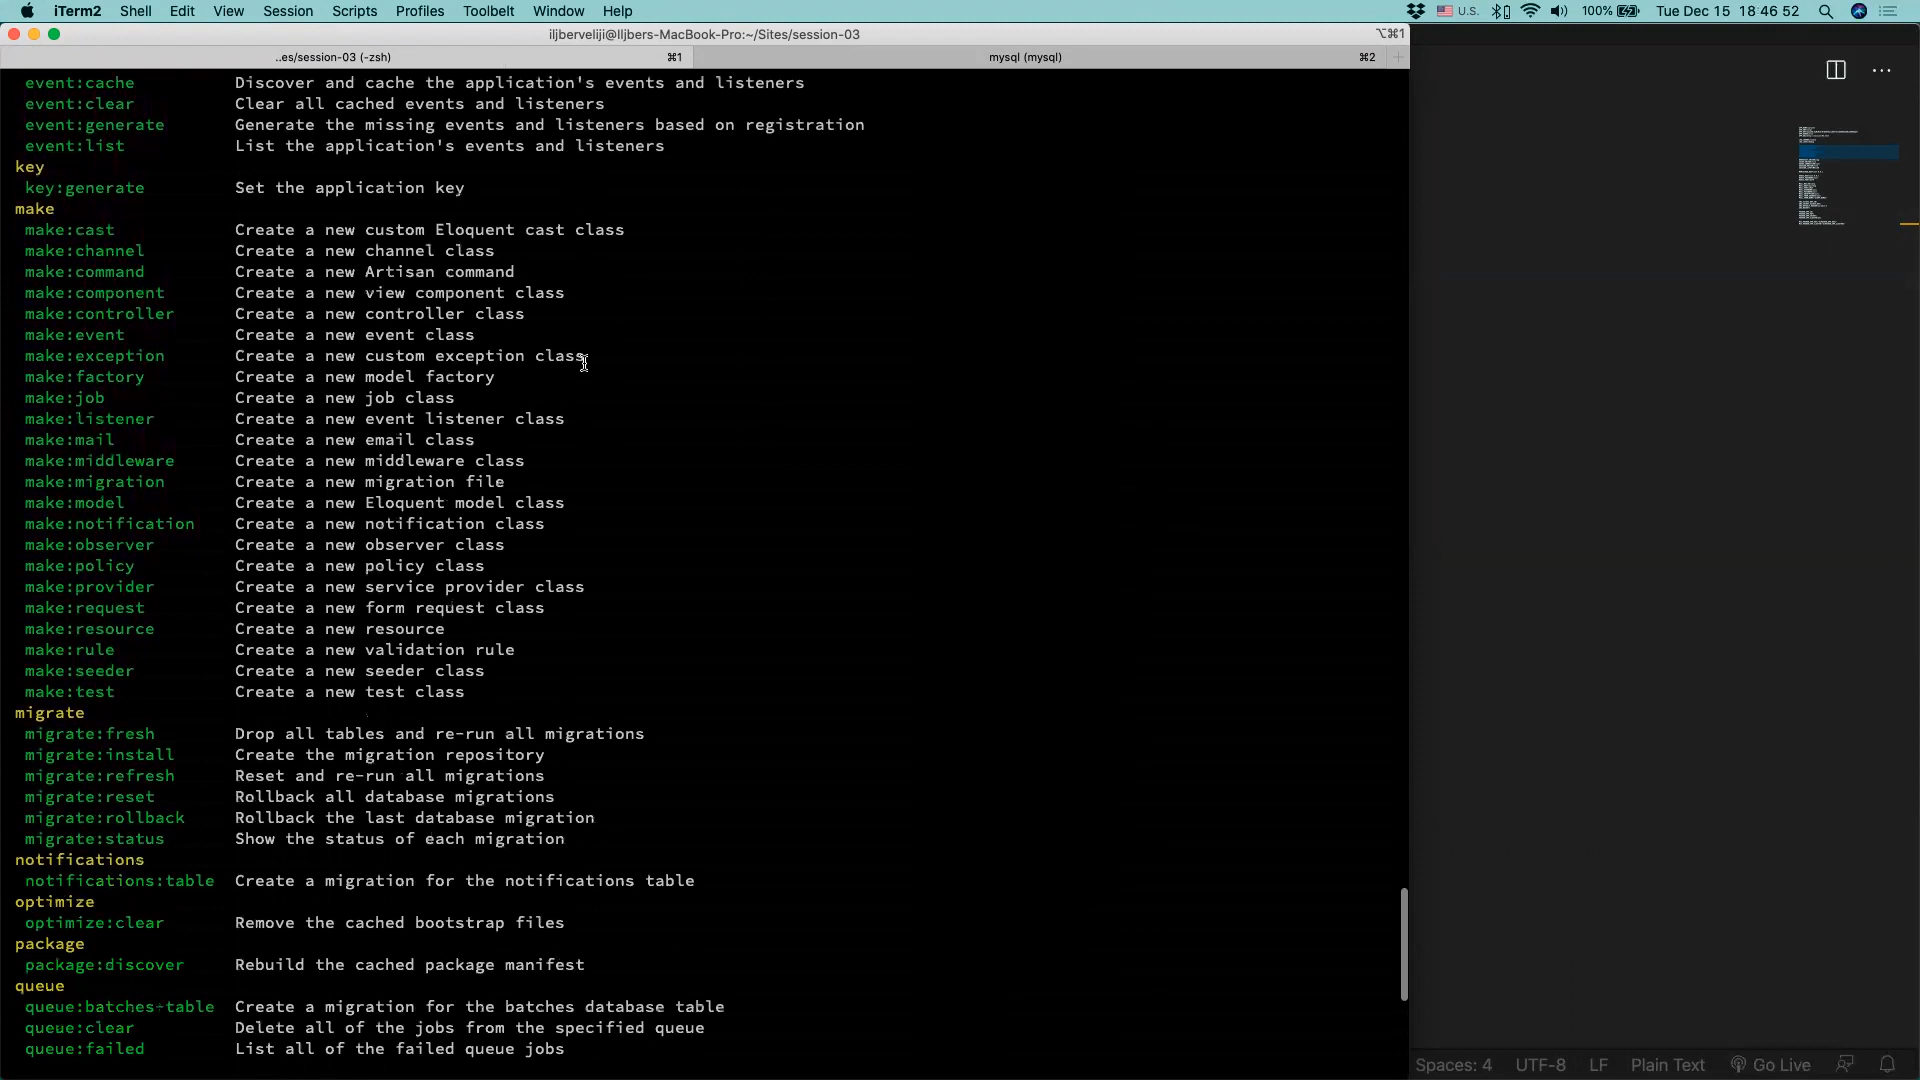 iTerm2 Shell Edit View Session Scripts Profiles Toolbelt Window Help U.S. 100% Tue Dec 15 18 46 52
iljberveliji@Iljbers-MacBook-Pro:~/Sites/session-03 ⌥⌘1
..es/session-03 (-zsh) ⌘1 mysql (mysql) ⌘2
event:cache Discover and cache the application's events and listeners
event:clear Clear all cached events and listeners
event:generate Generate the missing events and listeners based on registration
event:list List the application's events and listeners
key
key:generate Set the application key
make
make:cast Create a new custom Eloquent cast class
make:channel Create a new channel class
make:command Create a new Artisan command
make:component Create a new view component class
make:controller Create a new controller class
make:event Create a new event class
make:exception Create a new custom exception class
make:factory Create a new model factory
make:job Create a new job class
make:listener Create a new event listener class
make:mail Create a new email class
make:middleware Create a new middleware class
make:migration Create a new migration file
make:model Create a new Eloquent model class
make:notification Create a new notification class
make:observer Create a new observer class
make:policy Create a new policy class
make:provider Create a new service provider class
make:request Create a new form request class
make:resource Create a new resource
make:rule Create a new validation rule
make:seeder Create a new seeder class
make:test Create a new test class
migrate
migrate:fresh Drop all tables and re-run all migrations
migrate:install Create the migration repository
migrate:refresh Reset and re-run all migrations
migrate:reset Rollback all database migrations
migrate:rollback Rollback the last database migration
migrate:status Show the status of each migration
notifications
notifications:table Create a migration for the notifications table
optimize
optimize:clear Remove the cached bootstrap files
package
package:discover Rebuild the cached package manifest
queue
queue:batches-table Create a migration for the batches database table
queue:clear Delete all of the jobs from the specified queue
queue:failed List all of the failed queue jobs
Spaces: 4 UTF-8 LF Plain Text Go Live